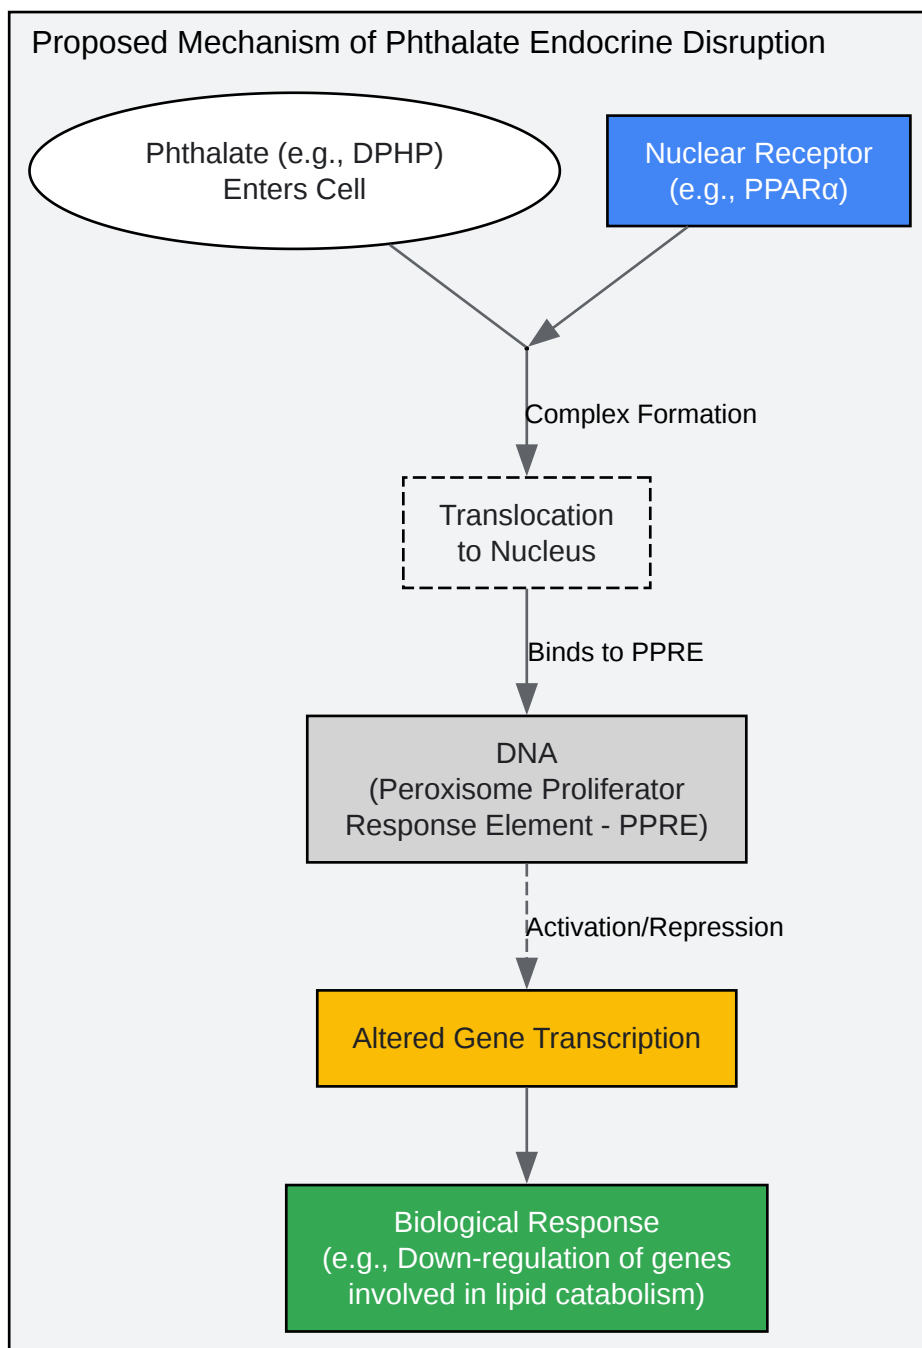 Proposed Mechanism of Phthalate Endocrine Disruption
Phthalate (e.g., DPHP)
Enters Cell
Nuclear Receptor
(e.g., PPARα)
Complex Formation
Translocation
to Nucleus
Binds to PPRE
DNA
(Peroxisome Proliferator
Response Element - PPRE)
Activation/Repression
Altered Gene Transcription
Biological Response
(e.g., Down-regulation of genes
involved in lipid catabolism)